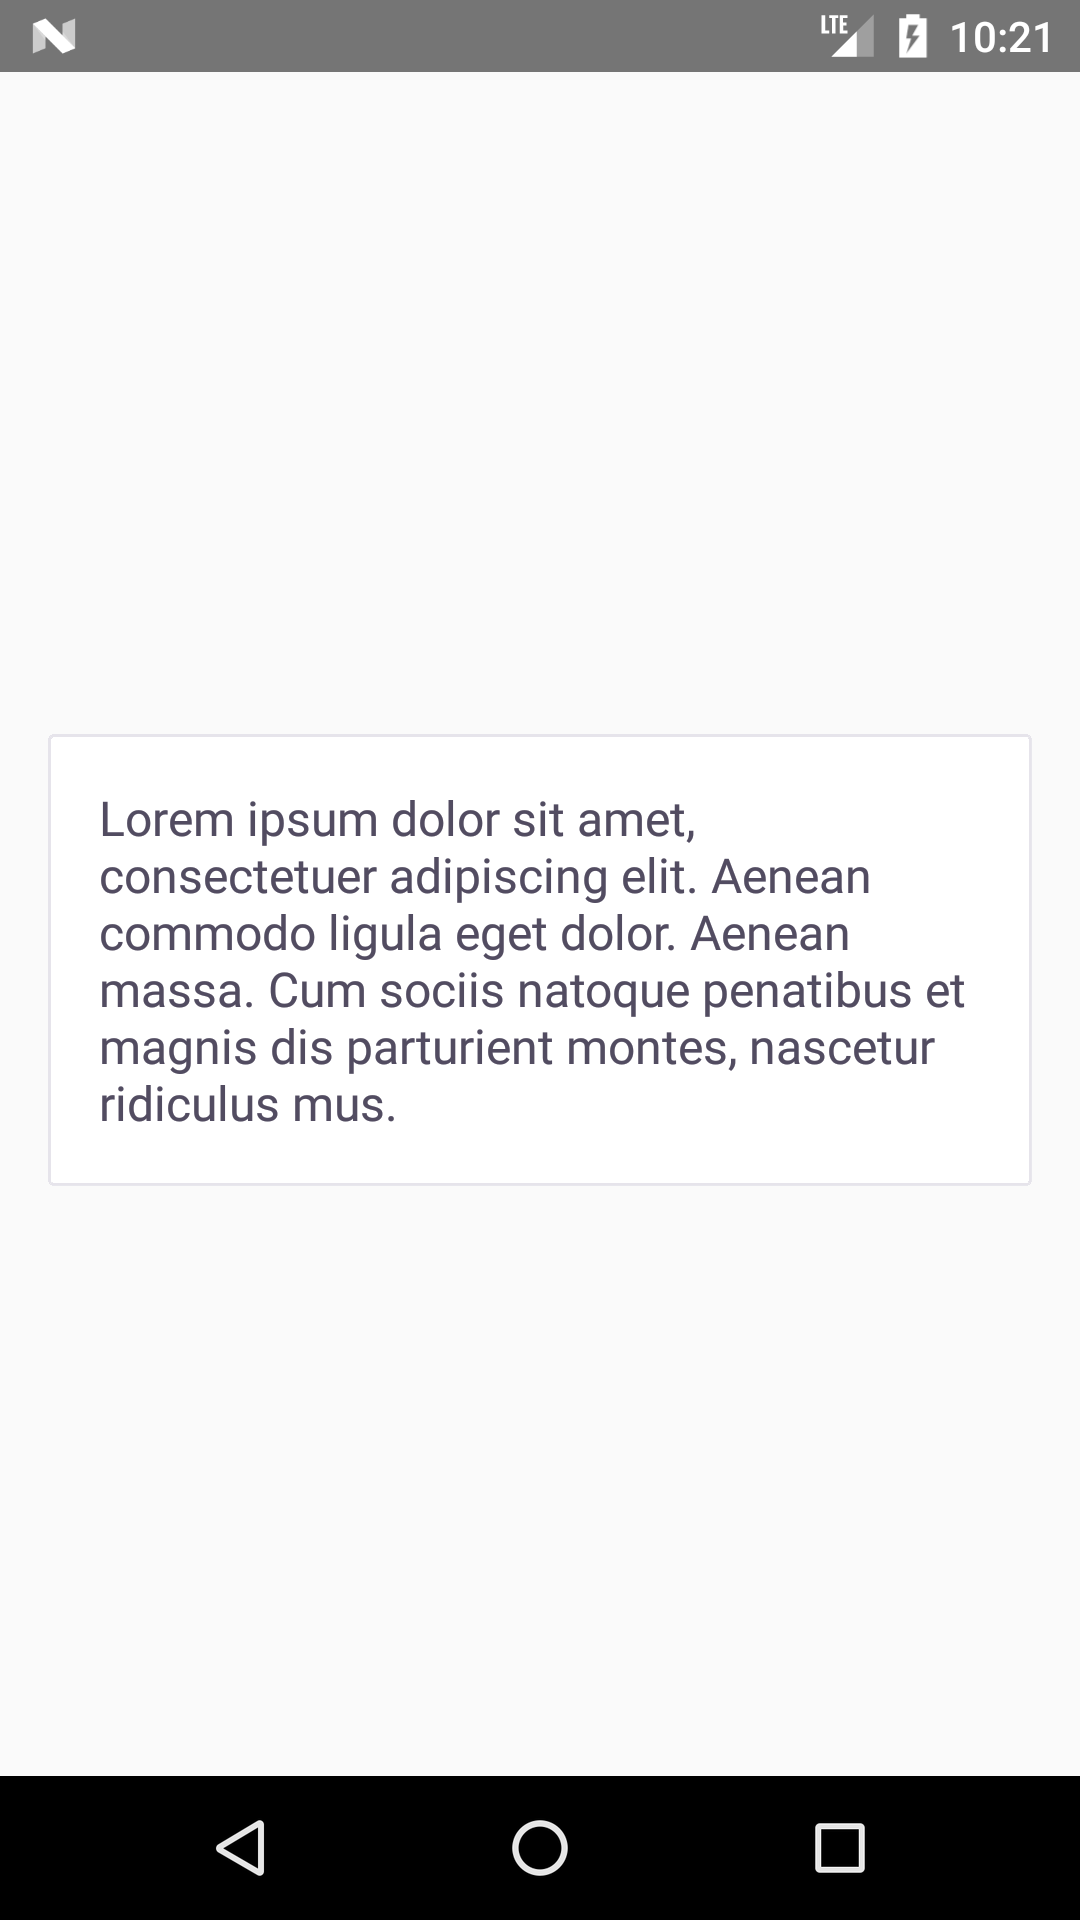 LTE 10:21
Lorem ipsum dolor sit amet,
consectetuer adipiscing elit. Aenean
commodo ligula eget dolor. Aenean
massa. Cum sociis natoque penatibus et
magnis dis parturient montes, nascetur
ridiculus mus.